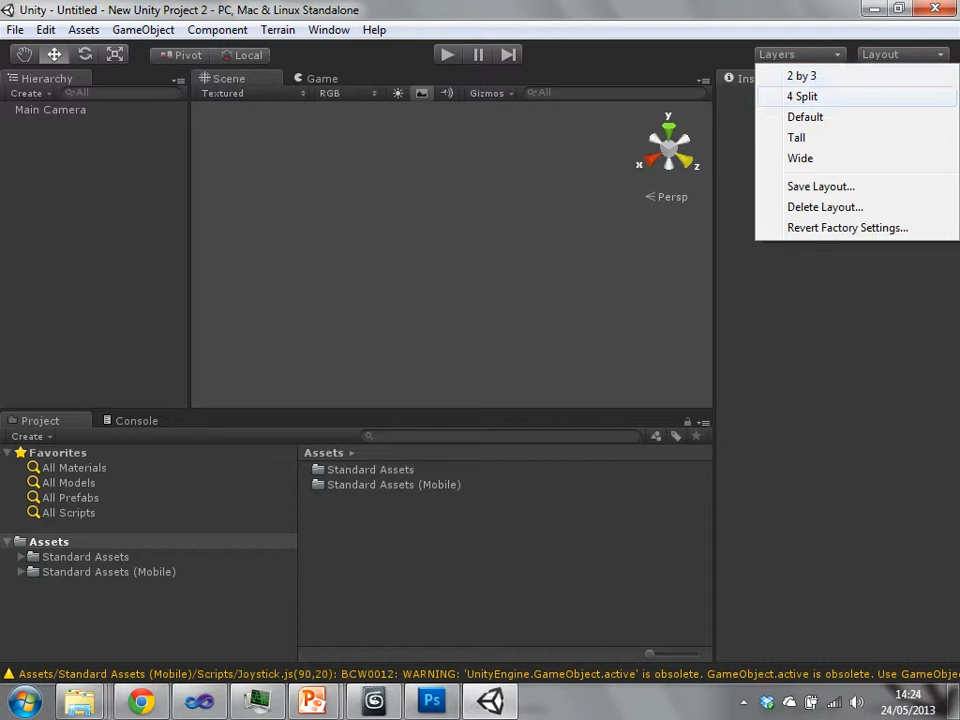 Unity - Untitled - New Unity Project 2 - PC, Mac & Linux Standalone
File Edit Assets GameObject Component Terrain Window Help
Pivot Local Layers Layout
Hierarchy
Create All
Main Camera
Scene Game
Textured RGB Gizmos All
y
x z
Persp
Ins
2 by 3
4 Split
Default
Tall
Wide
Save Layout...
Delete Layout...
Revert Factory Settings...
Project Console
Create
Favorites
All Materials
All Models
All Prefabs
All Scripts
Assets
Standard Assets
Standard Assets (Mobile)
Assets
Standard Assets
Standard Assets (Mobile)
Assets/Standard Assets (Mobile)/Scripts/Joystick.js(90,20): BCW0012: WARNING: 'UnityEngine.GameObject.active' is obsolete. GameObject.active is obsolete. Use GameObjec
Ps
14:24
24/05/2013